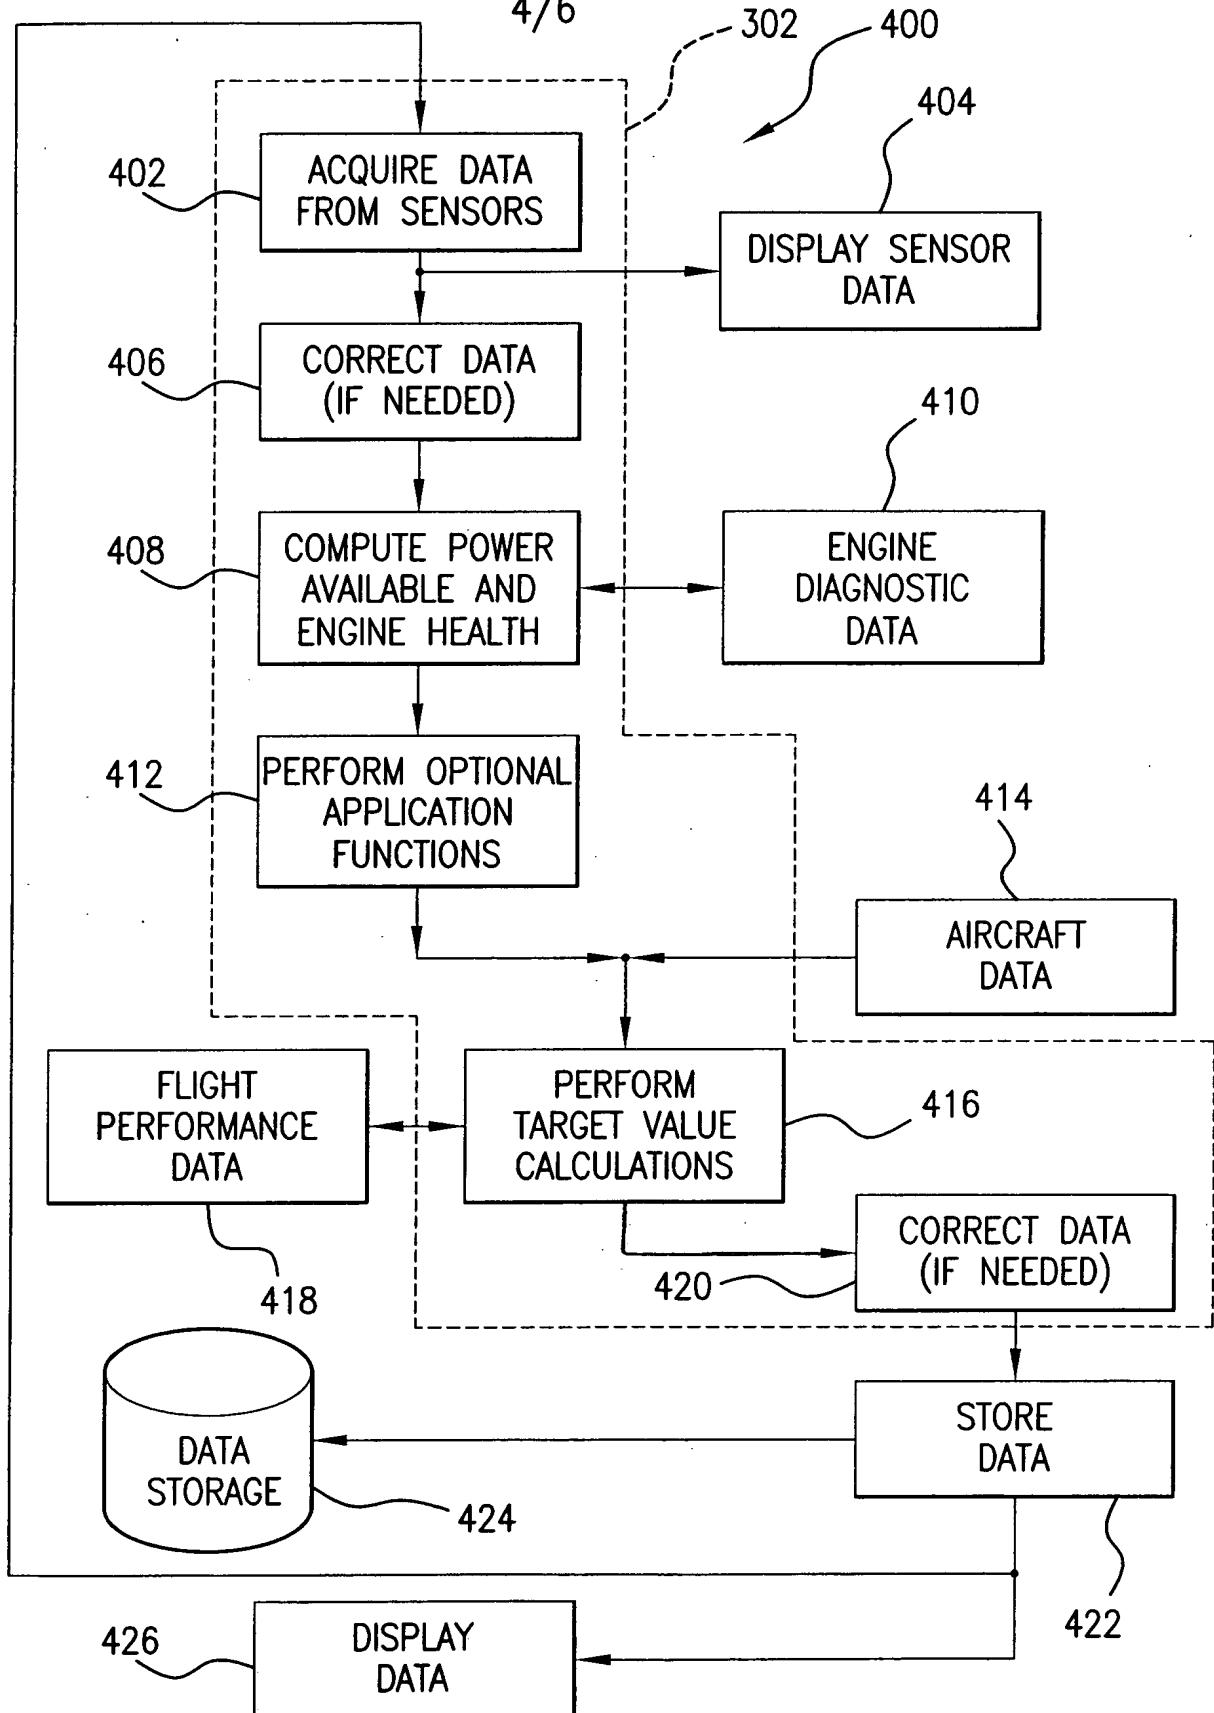 4/6
302
400
404
402
ACQUIRE DATA
FROM SENSORS
DISPLAY SENSOR
DATA
406
CORRECT DATA
(IF NEEDED)
410
408
COMPUTE POWER
AVAILABLE AND
ENGINE HEALTH
ENGINE
DIAGNOSTIC
DATA
412
PERFORM OPTIONAL
APPLICATION
FUNCTIONS
414
AIRCRAFT
DATA
FLIGHT
PERFORMANCE
DATA
PERFORM
TARGET VALUE
CALCULATIONS
416
418
420
CORRECT DATA
(IF NEEDED)
DATA
STORAGE
424
STORE
DATA
422
426
DISPLAY
DATA